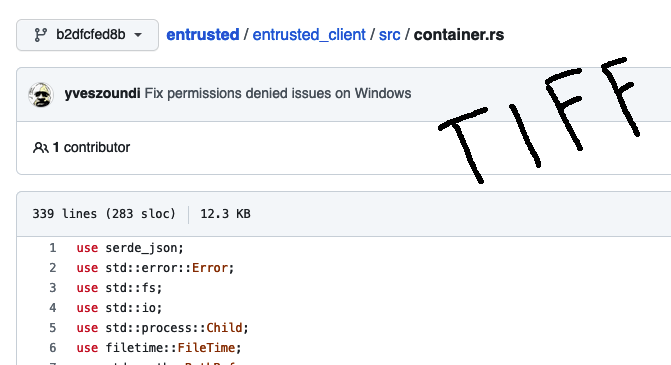 b2dfcfed8b entrusted / entrusted_client / src / container.rs
yveszoundi Fix permissions denied issues on Windows
TIFF
1 contributor
339 lines (283 sloc) 12.3 KB
1 use serde_json;
2 use std::error::Error;
3 use std::fs;
4 use std::io;
5 use std::process::Child;
6 use filetime::FileTime;